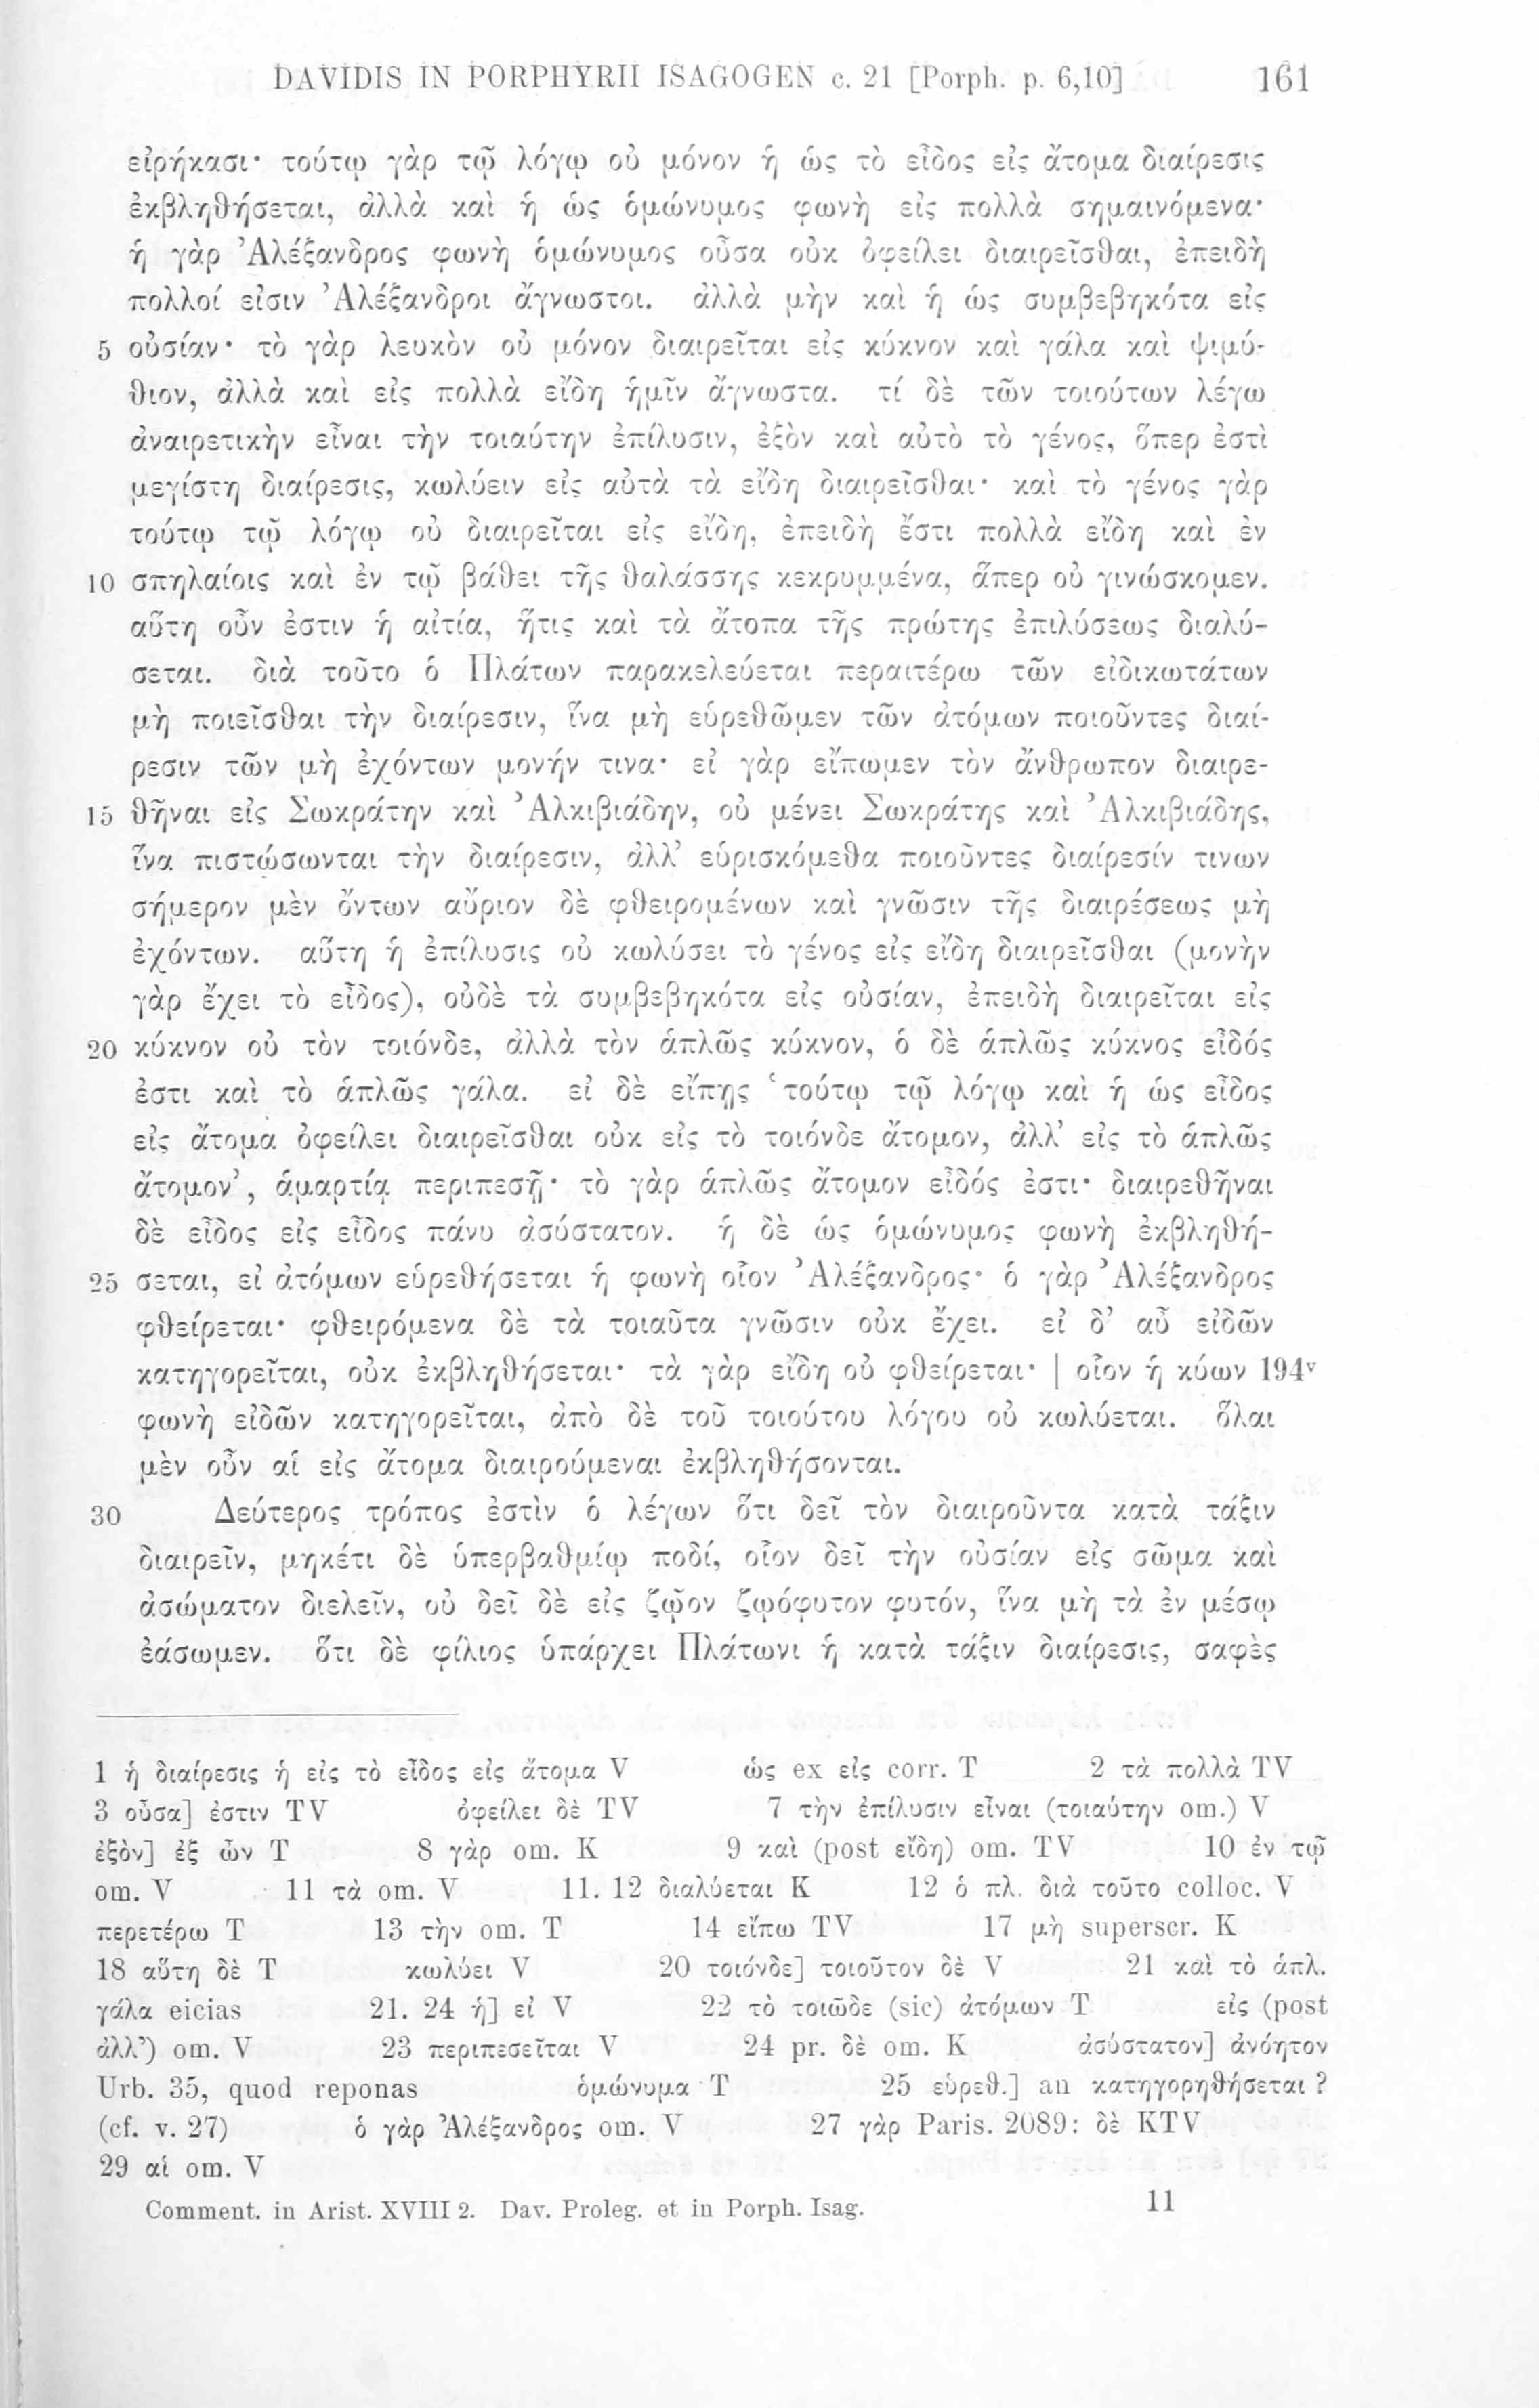 DAVIDIS IN PORPHYRII ISAGOGEN c. 21 [Porph. p. 6,10] 161
εἰρήκασι· τούτῳ γὰρ τῷ λόγῳ οὐ μόνον ἡ ὡς τὸ εἶδος εἰς ἄτομα διαίρεσις
ἐκβληθήσεται, ἀλλὰ καὶ ἡ ὡς ὁμώνυμος φωνὴ εἰς πολλὰ σημαινόμενα·
ἡ γὰρ Ἀλέξανδρος φωνὴ ὁμώνυμος οὖσα οὐκ ὀφείλει διαιρεῖσθαι, ἐπειδὴ
πολλοί εἰσιν Ἀλέξανδροι ἄγνωστοι. ἀλλὰ μὴν καὶ ἡ ὡς συμβεβηκότα εἰς
5 οὐσίαν· τὸ γὰρ λευκὸν οὐ μόνον διαιρεῖται εἰς κύκνον καὶ γάλα καὶ ψιμύ-
θιον, ἀλλὰ καὶ εἰς πολλὰ εἴδη ἡμῖν ἄγνωστα. τί δὲ τῶν τοιούτων λέγω
ἀναιρετικὴν εἶναι τὴν τοιαύτην ἐπίλυσιν, ἐξὸν καὶ αὐτὸ τὸ γένος, ὅπερ ἐστὶ
μεγίστη διαίρεσις, κωλύειν εἰς αὐτὰ τὰ εἴδη διαιρεῖσθαι· καὶ τὸ γένος γὰρ
τούτῳ τῷ λόγῳ οὐ διαιρεῖται εἰς εἴδη, ἐπειδὴ ἔστι πολλὰ εἴδη καὶ ἐν
10 σπηλαίοις καὶ ἐν τῷ βάθει τῆς θαλάσσης κεκρυμμένα, ἅπερ οὐ γινώσκομεν.
αὕτη οὖν ἐστιν ἡ αἰτία, ἥτις καὶ τὰ ἄτοπα τῆς πρώτης ἐπιλύσεως διαλύ-
σεται. διὰ τοῦτο ὁ Πλάτων παρακελεύεται περαιτέρω τῶν εἰδικωτάτων
μὴ ποιεῖσθαι τὴν διαίρεσιν, ἵνα μὴ εὑρεθῶμεν τῶν ἀτόμων ποιοῦντες διαί-
ρεσιν τῶν μὴ ἐχόντων μονήν τινα· εἰ γὰρ εἴπωμεν τὸν ἄνθρωπον διαιρε-
15 θῆναι εἰς Σωκράτην καὶ Ἀλκιβιάδην, οὐ μένει Σωκράτης καὶ Ἀλκιβιάδης,
ἵνα πιστώσωνται τὴν διαίρεσιν, ἀλλ’ εὑρισκόμεθα ποιοῦντες διαίρεσίν τινων
σήμερον μὲν ὄντων αὔριον δὲ φθειρομένων καὶ γνῶσιν τῆς διαιρέσεως μὴ
ἐχόντων. αὕτη ἡ ἐπίλυσις οὐ κωλύσει τὸ γένος εἰς εἴδη διαιρεῖσθαι (μονὴν
γὰρ ἔχει τὸ εἶδος), οὐδὲ τὰ συμβεβηκότα εἰς οὐσίαν, ἐπειδὴ διαιρεῖται εἰς
20 κύκνον οὐ τὸν τοιόνδε, ἀλλὰ τὸν ἁπλῶς κύκνον, ὁ δὲ ἁπλῶς κύκνος εἶδός
ἐστι καὶ τὸ ἁπλῶς γάλα. εἰ δὲ εἴπῃς ‘τούτῳ τῷ λόγῳ καὶ ἡ ὡς εἶδος
εἰς ἄτομα ὀφείλει διαιρεῖσθαι οὐκ εἰς τὸ τοιόνδε ἄτομον, ἀλλ’ εἰς τὸ ἁπλῶς
ἄτομον’, ἁμαρτίᾳ περιπεσῇ· τὸ γὰρ ἁπλῶς ἄτομον εἶδός ἐστι· διαιρεθῆναι
δὲ εἶδος εἰς εἶδος πάνυ ἀσύστατον. ἡ δὲ ὡς ὁμώνυμος φωνὴ ἐκβληθή-
25 σεται, εἰ ἀτόμων εὑρεθήσεται ἡ φωνὴ οἷον Ἀλέξανδρος· ὁ γὰρ Ἀλέξανδρος
φθείρεται· φθειρόμενα δὲ τὰ τοιαῦτα γνῶσιν οὐκ ἔχει. εἰ δ’ αὖ εἰδῶν
κατηγορεῖται, οὐκ ἐκβληθήσεται· τὰ γὰρ εἴδη οὐ φθείρεται· | οἷον ἡ κύων 194ᵛ
φωνὴ εἰδῶν κατηγορεῖται, ἀπὸ δὲ τοῦ τοιούτου λόγου οὐ κωλύεται. ὅλαι
μὲν οὖν αἱ εἰς ἄτομα διαιρούμεναι ἐκβληθήσονται.
30 Δεύτερος τρόπος ἐστὶν ὁ λέγων ὅτι δεῖ τὸν διαιροῦντα κατὰ τάξιν
διαιρεῖν, μηκέτι δὲ ὑπερβαθμίῳ ποδί, οἷον δεῖ τὴν οὐσίαν εἰς σῶμα καὶ
ἀσώματον διελεῖν, οὐ δεῖ δὲ εἰς ζῷον ζῳόφυτον φυτόν, ἵνα μὴ τὰ ἐν μέσῳ
ἐάσωμεν. ὅτι δὲ φίλιος ὑπάρχει Πλάτωνι ἡ κατὰ τάξιν διαίρεσις, σαφὲς
1 ἡ διαίρεσις ἡ εἰς τὸ εἶδος εἰς ἄτομα V ὡς ex εἰς corr. T 2 τὰ πολλὰ TV
3 οὖσα] ἐστιν TV ὀφείλει δὲ TV 7 τὴν ἐπίλυσιν εἶναι (τοιαύτην om.) V
ἐξὸν] ἐξ ὧν T 8 γὰρ om. K 9 καὶ (post εἴδη) om. TV 10 ἐν τῷ
om. V 11 τὰ om. V 11. 12 διαλύεται K 12 ὁ πλ. διὰ τοῦτο colloc. V
περετέρω T 13 τὴν om. T 14 εἴπω TV 17 μὴ superscr. K
18 αὕτη δὲ T κωλύει V 20 τοιόνδε] τοιοῦτον δὲ V 21 καὶ τὸ ἁπλ.
γάλα eicias 21. 24 ἡ] εἰ V 22 τὸ τοιῶδε (sic) ἀτόμων T εἰς (post
ἀλλ’) om. V 23 περιπεσεῖται V 24 pr. δὲ om. K ἀσύστατον] ἀνόητον
Urb. 35, quod reponas ὁμώνυμα T 25 εὑρεθ.] an κατηγορηθήσεται ?
(cf. v. 27) ὁ γὰρ Ἀλέξανδρος om. V 27 γὰρ Paris. 2089: δὲ KTV
29 αἱ om. V
Comment. in Arist. XVIII 2. Dav. Proleg. et in Porph. Isag. 11